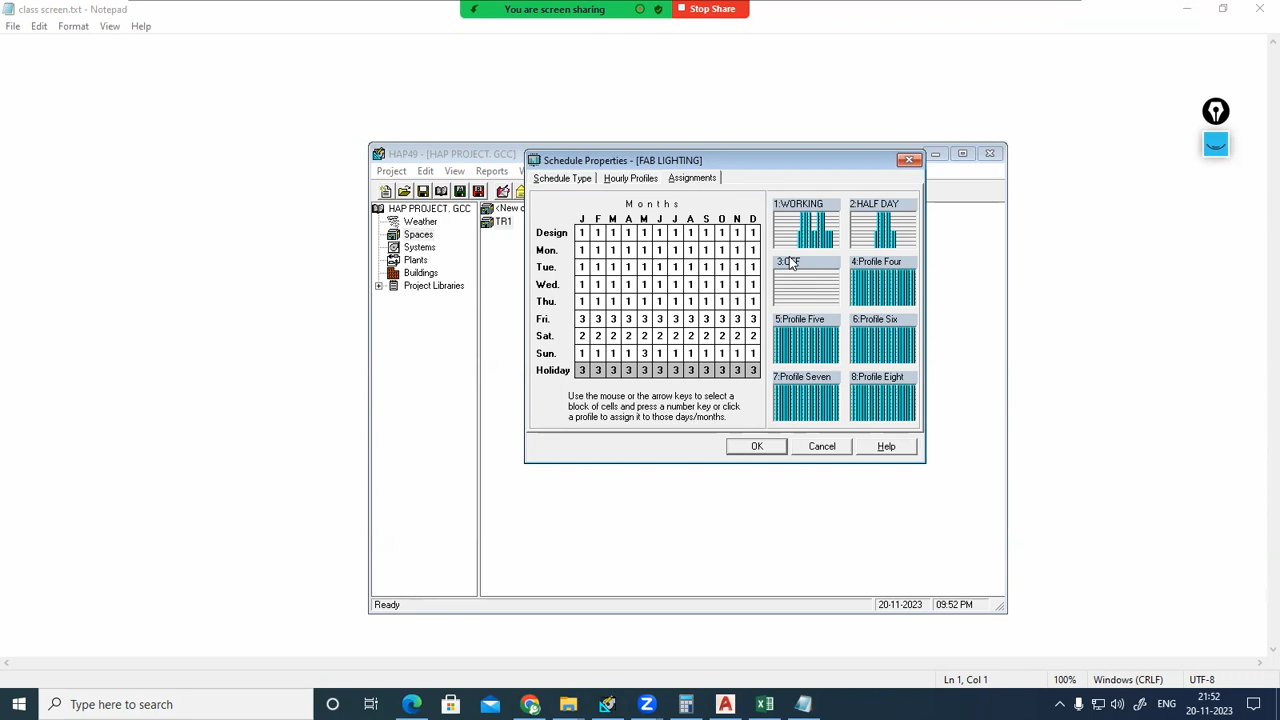 class screen.txt - Notepad
You are screen sharing
Stop Share
File Edit Format View Help
HAP49 - [HAP PROJECT. GCC]
Project Edit View Reports
HAP PROJECT. GCC
Weather
Spaces
Systems
Plants
Buildings
Project Libraries
TR1
Schedule Properties - [FAB LIGHTING]
Schedule Type Hourly Profiles Assignments
Months
J F M A M J J A S O N D
Design 1 1 1 1 1 1 1 1 1 1 1 1
Mon. 1 1 1 1 1 1 1 1 1 1 1 1
Tue. 1 1 1 1 1 1 1 1 1 1 1 1
Wed. 1 1 1 1 1 1 1 1 1 1 1 1
Thu. 1 1 1 1 1 1 1 1 1 1 1 1
Fri. 3 3 3 3 3 3 3 3 3 3 3 3
Sat. 2 2 2 2 2 2 2 2 2 2 2 2
Sun. 1 1 1 1 3 1 1 1 1 1 1 1
Holiday 3 3 3 3 3 3 3 3 3 3 3 3
Use the mouse or the arrow keys to select a
block of cells and press a number key or click
a profile to assign it to those days/months.
1:WORKING 2:HALF DAY
4:Profile Four
5:Profile Five 6:Profile Six
7:Profile Seven 8:Profile Eight
OK Cancel Help
Ready 20-11-2023 09:52 PM
Ln 1, Col 1 100% Windows (CRLF) UTF-8
Type here to search
ENG
21:52
20-11-2023